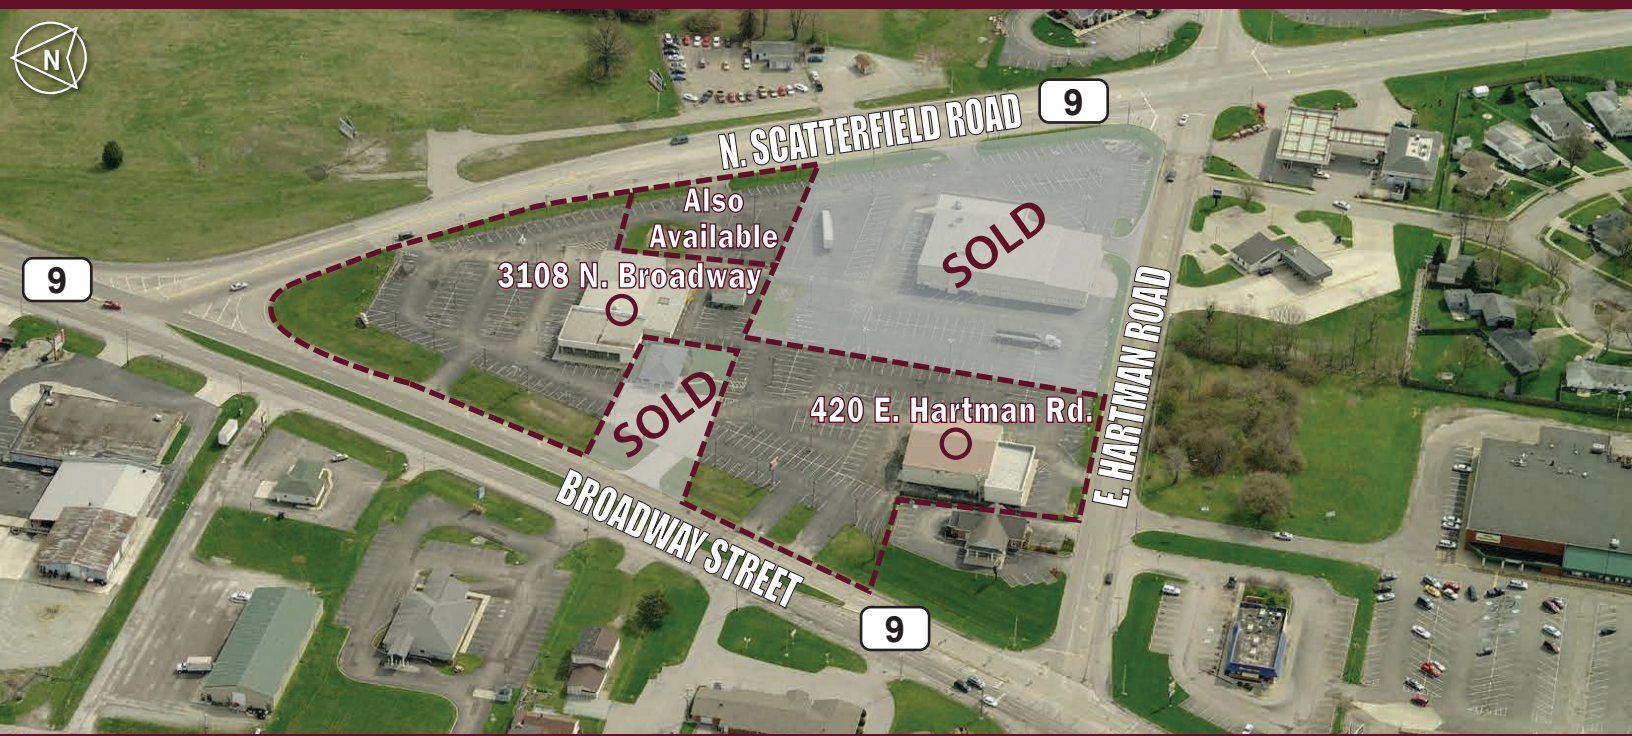 N
9
N. SCATTERFIELD ROAD
Also
Available
SOLD
9
3108 N. Broadway
SOLD
420 E. Hartman Rd.
E. HARTMAN ROAD
BROADWAY STREET
9